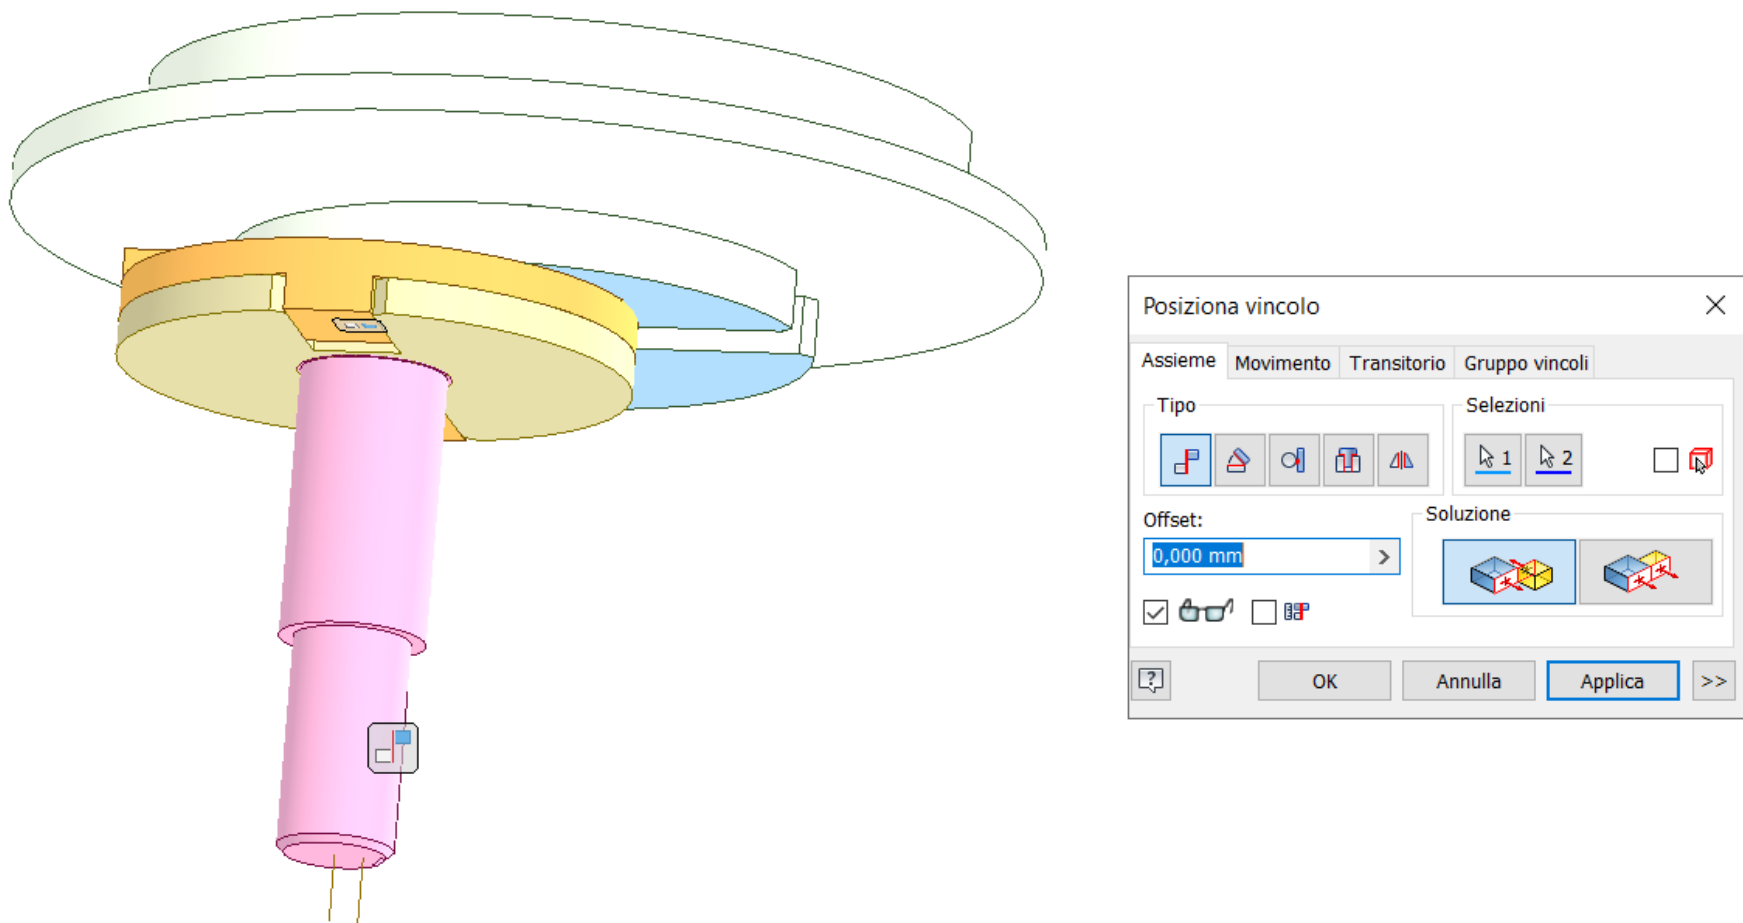 Posiziona vincolo
Assieme Movimento Transitorio Gruppo vincoli
Tipo Selezioni
1 2
Offset: Soluzione
0,000 mm >
? OK Annulla Applica >>